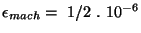 ϵ_mach = 1/2 . 10^{-6}